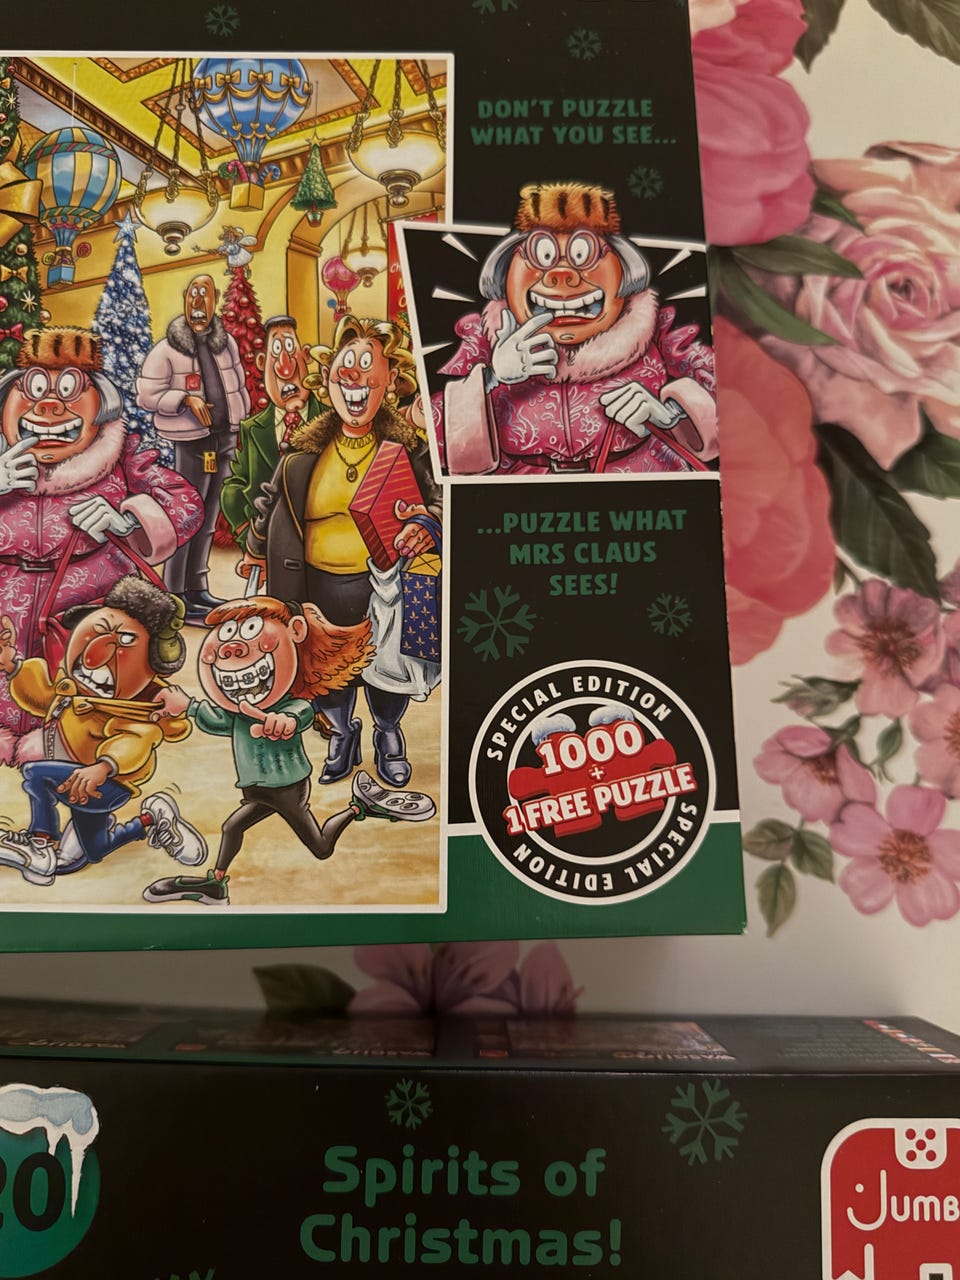 DON'T PUZZLE
WHAT YOU SEE...
...PUZZLE WHAT
MRS CLAUS
SEES!
SPECIAL EDITION
1000
+
1 FREE PUZZLE
SPECIAL EDITION
20
Spirits of
Christmas!
JUMB